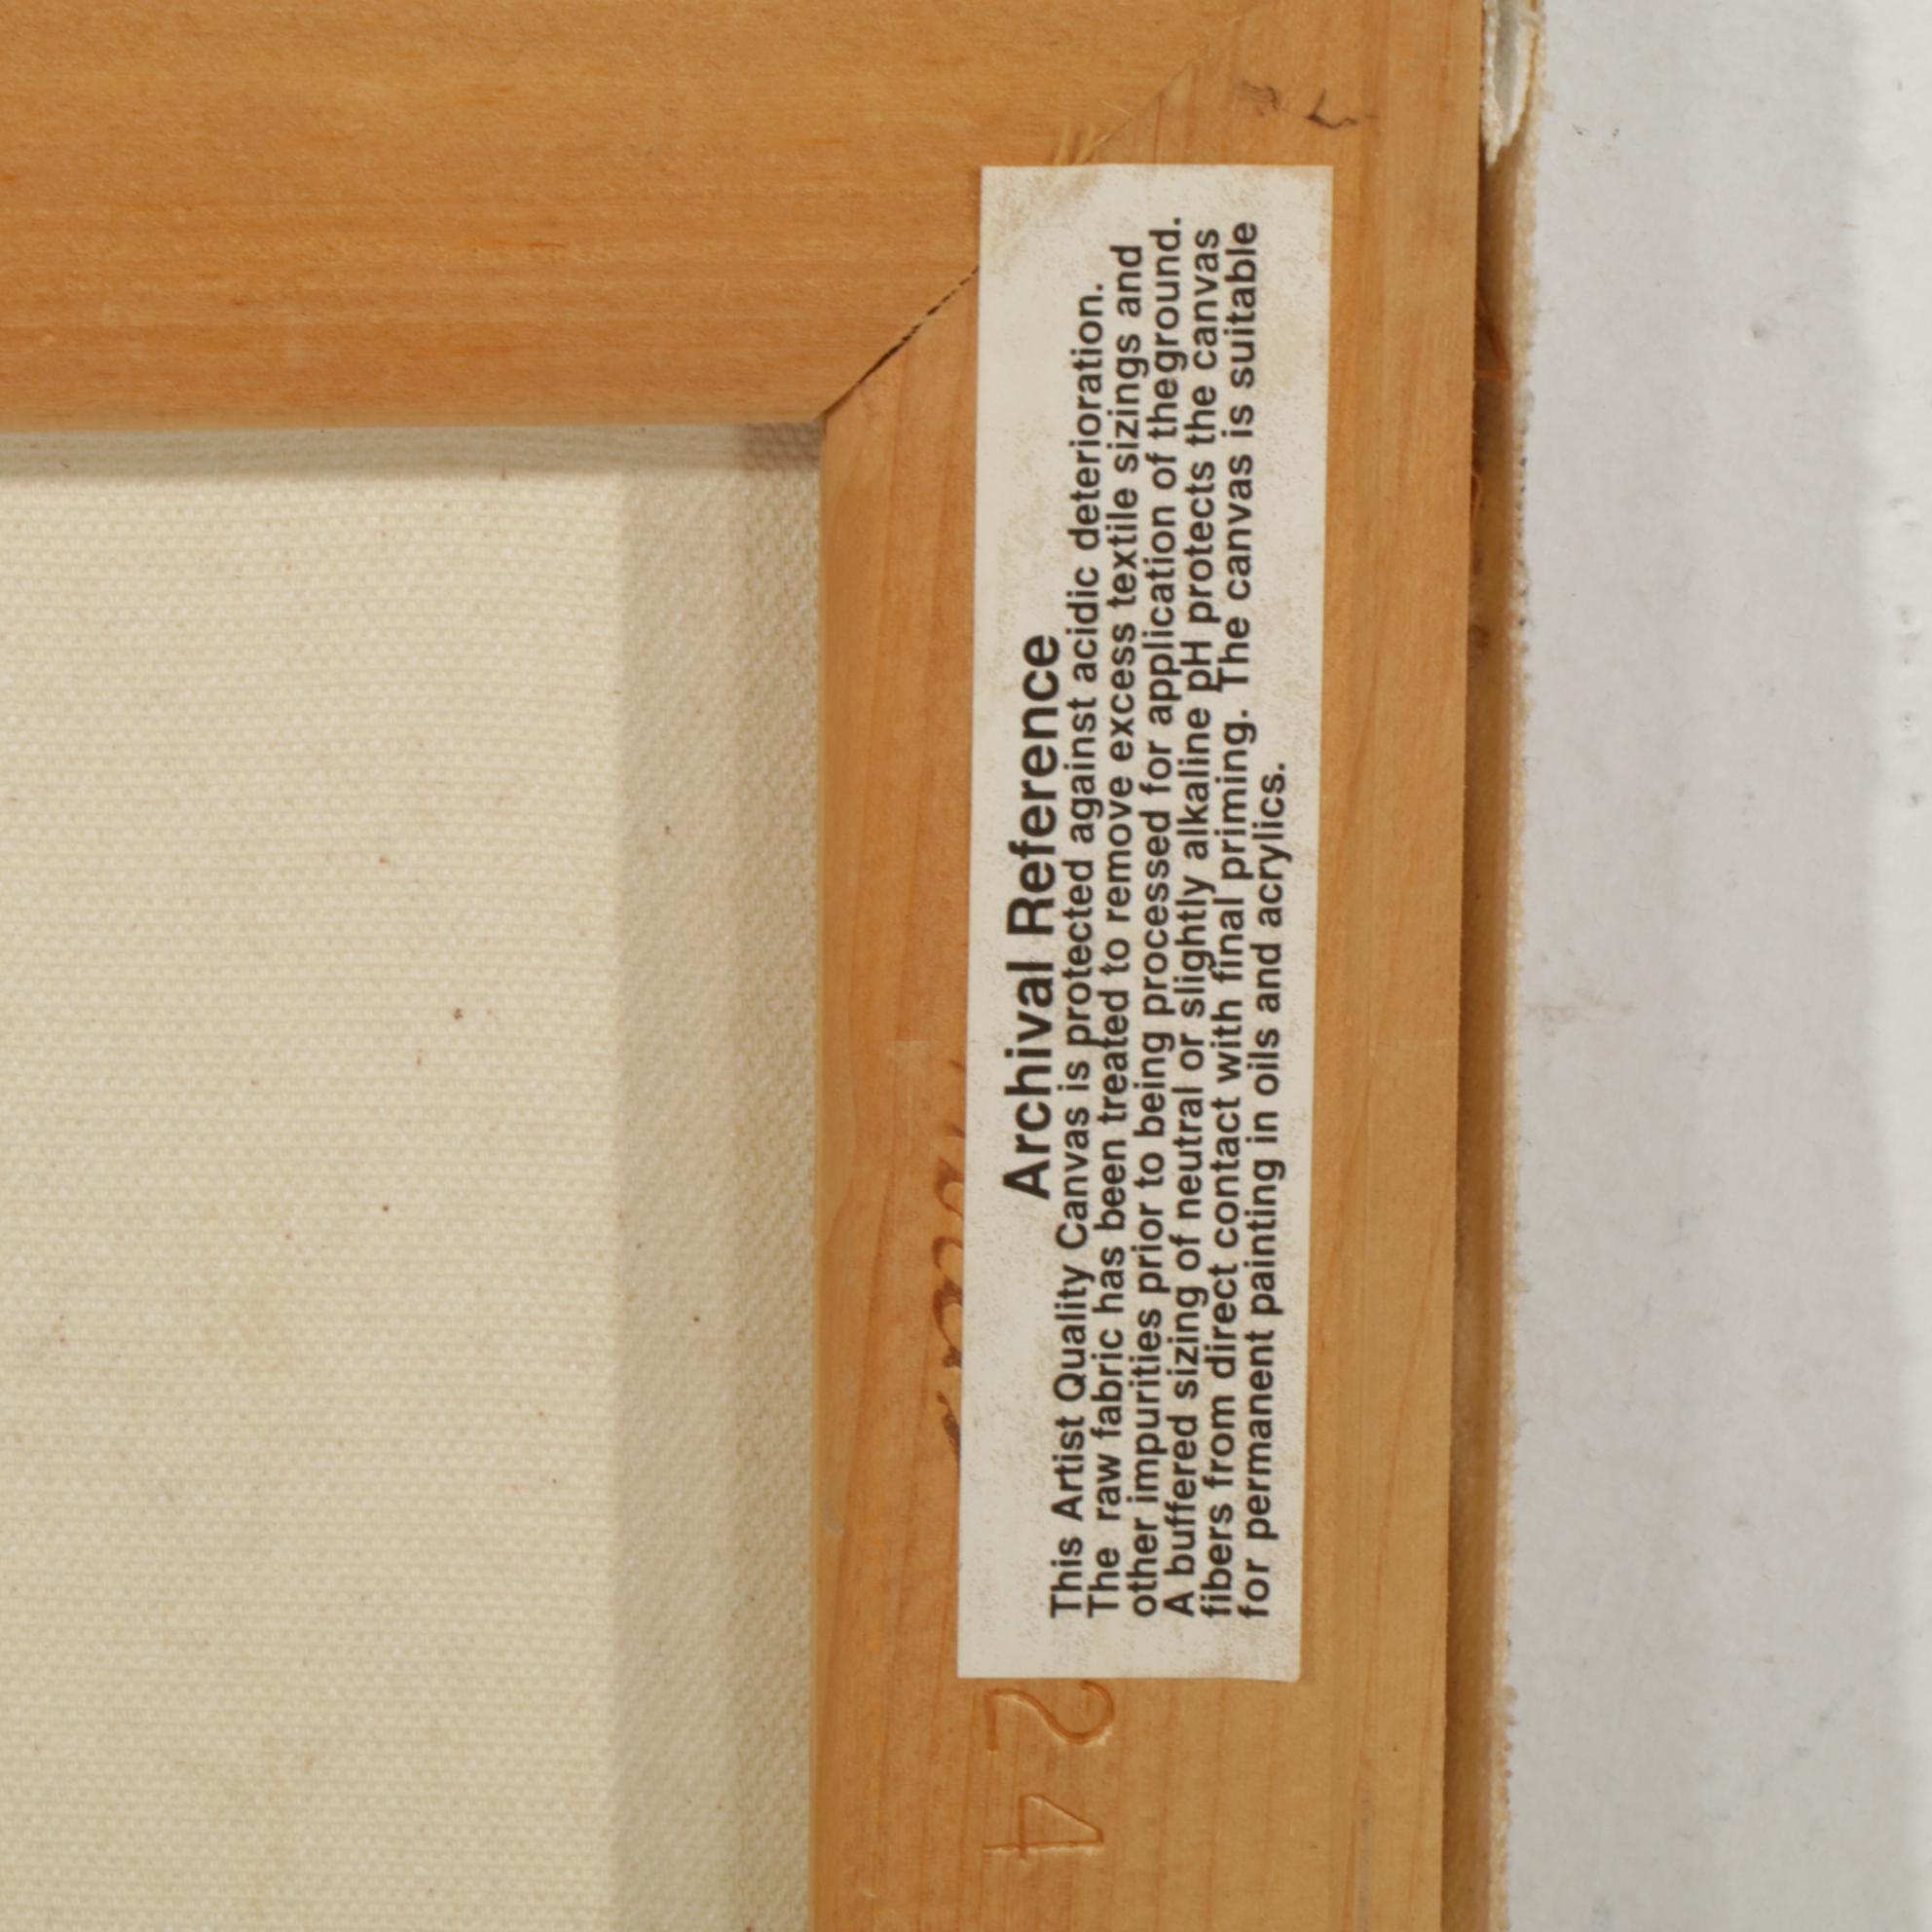 Archival Reference
This Artist Quality Canvas is protected against acidic deterioration.
The raw fabric has been treated to remove excess textile sizings and
other impurities prior to being processed for application of theground.
A buffered sizing of neutral or slightly alkaline pH protects the canvas
fibers from direct contact with final priming. The canvas is suitable
for permanent painting in oils and acrylics.
24